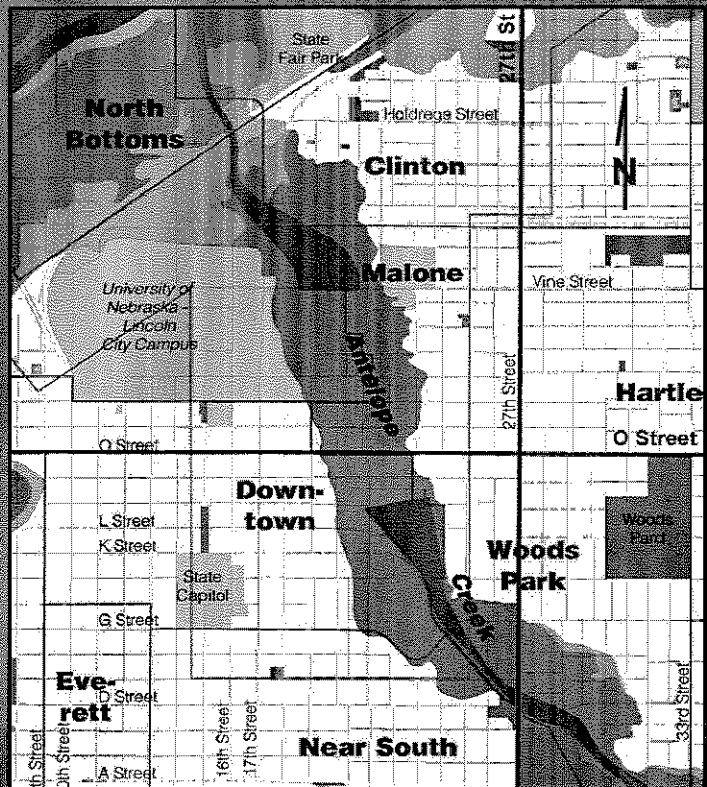 State
Fair Park
27th St
North
Bottoms
Holdrege Street
Clinton
N
Malone
Vine Street
University of
Nebraska -
Lincoln
City Campus
Antelope
27th Street
Hartle
O Street
Q Street
Down-
town
L Street
K Street
Woods
Park
Woods
Park
State
Capitol
Creek
G Street
Eve-
rett
D Street
33rd Street
16th Street
17th Street
Near South
A Street